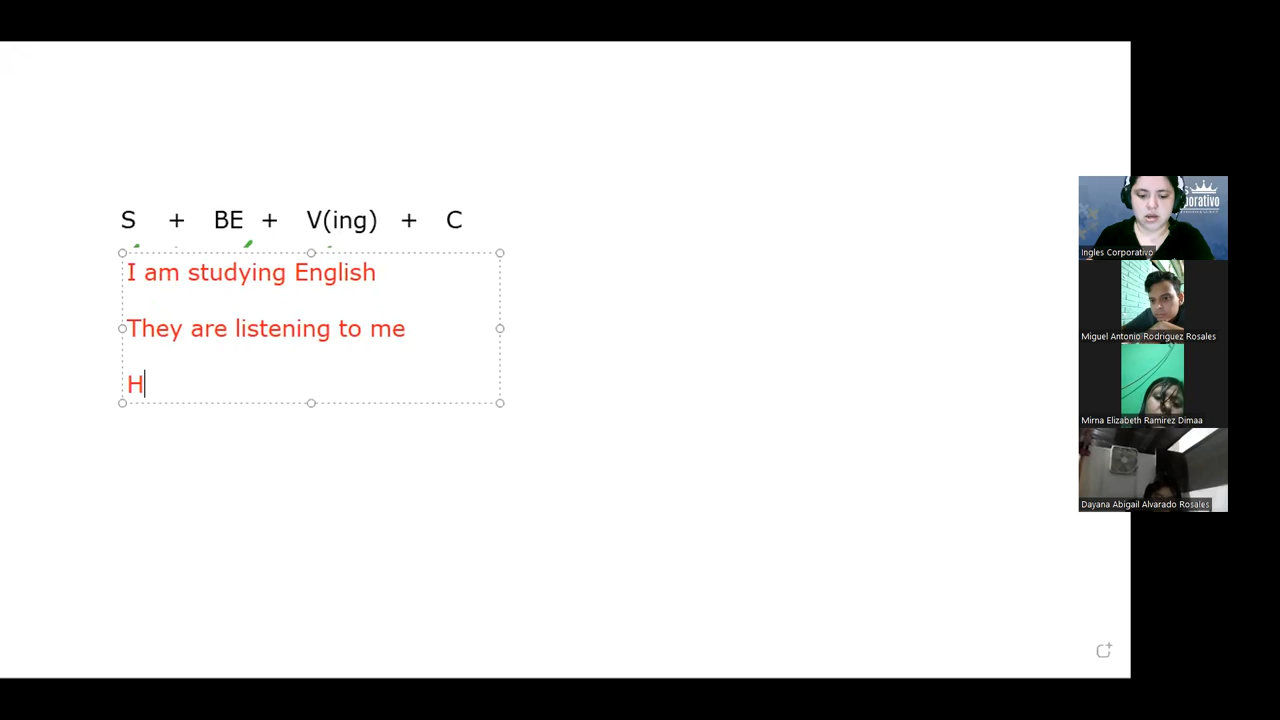 S + BE + V(ing) + C
I am studying English
They are listening to me
H
Ingles Corporativo
Miguel Antonio Rodriguez Rosales
Mirna Elizabeth Ramirez Dimaa
Dayana Abigail Alvarado Rosales